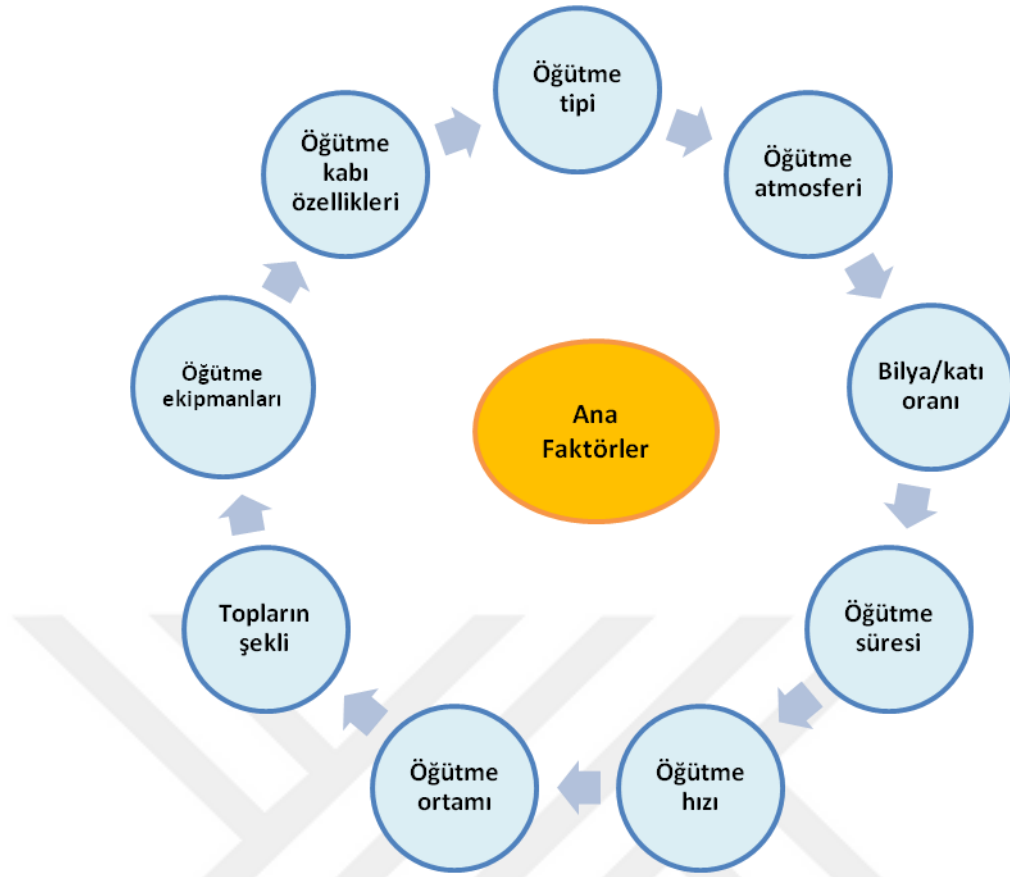 Öğütme
tipi
Öğütme
atmosferi
Bilya/katı
oranı
Öğütme
süresi
Öğütme
hızı
Öğütme
ortamı
Topların
şekli
Öğütme
ekipmanları
Öğütme
kabı
özellikleri
Ana
Faktörler